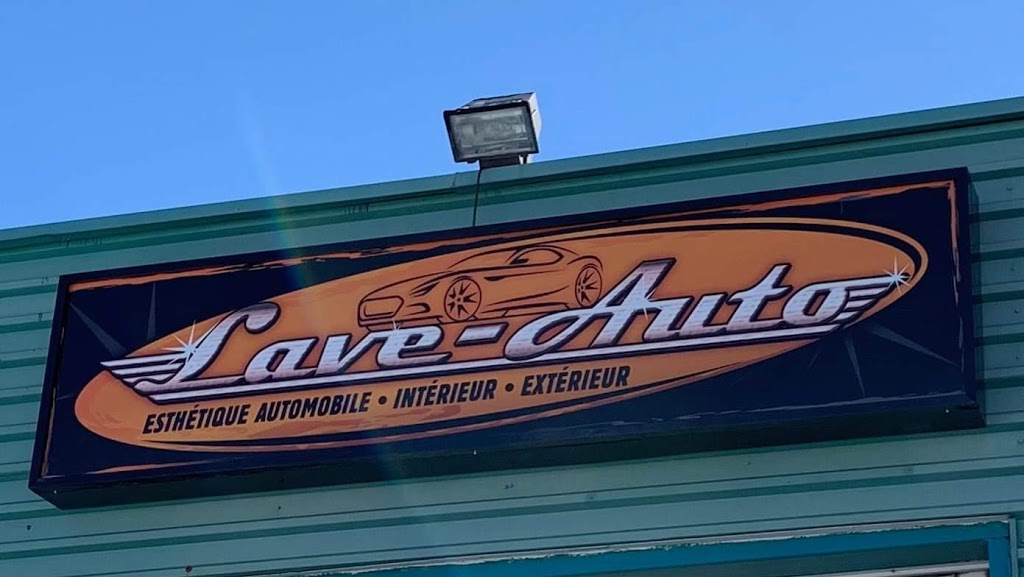 Lave-Auto
ESTHÉTIQUE AUTOMOBILE • INTÉRIEUR • EXTÉRIEUR